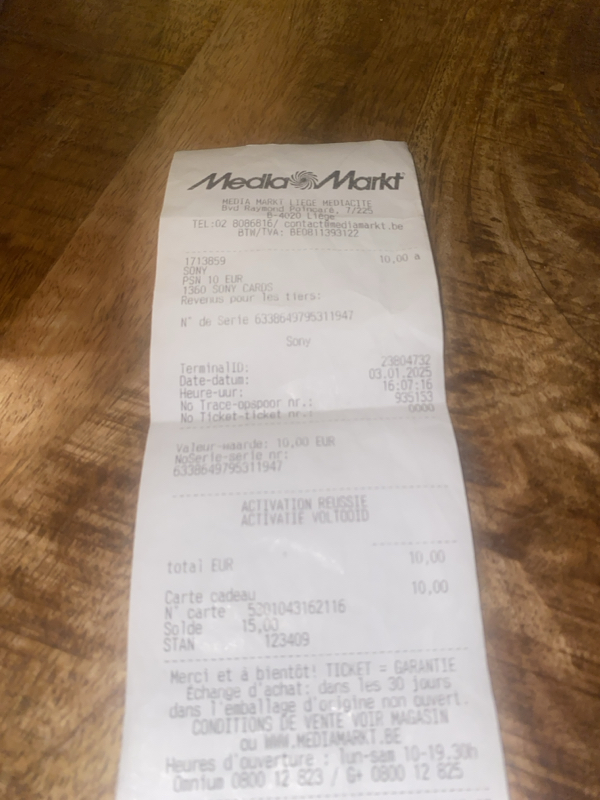 Media Markt
MEDIA MARKT LIEGE MEDIACITE
Bvd Raymond Poincaré, 7/225
B-4020 Liège
TEL:02 8086816/ contact@mediamarkt.be
BTW/TVA: BE0811393122
1713859 10,00 a
SONY
PSN 10 EUR
1360 SONY CARDS
Revenus pour les tiers:
N° de Serie 6338649795311947
Sony
TerminalID: 23804732
Date-datum: 03.01.2025
Heure-uur: 16:07:16
No Trace-opspoor nr.: 935153
No Ticket-ticket nr.: 0000
Valeur-waarde: 10,00 EUR
NoSerie-serie nr:
6338649795311947
ACTIVATION REUSSIE
ACTIVATIE VOLTOOID
total EUR 10,00
Carte cadeau 10,00
N° carte 5301043162116
Solde 15,00
STAN 123409
Merci et à bientôt! TICKET = GARANTIE
Échange d'achat: dans les 30 jours
dans l'emballage d'origine non ouvert.
CONDITIONS DE VENTE VOIR MAGASIN
ou WWW.MEDIAMARKT.BE
Heures d'ouverture : lun-sam 10-19.30h
Omnium 0800 12 823 / G+ 0800 12 825